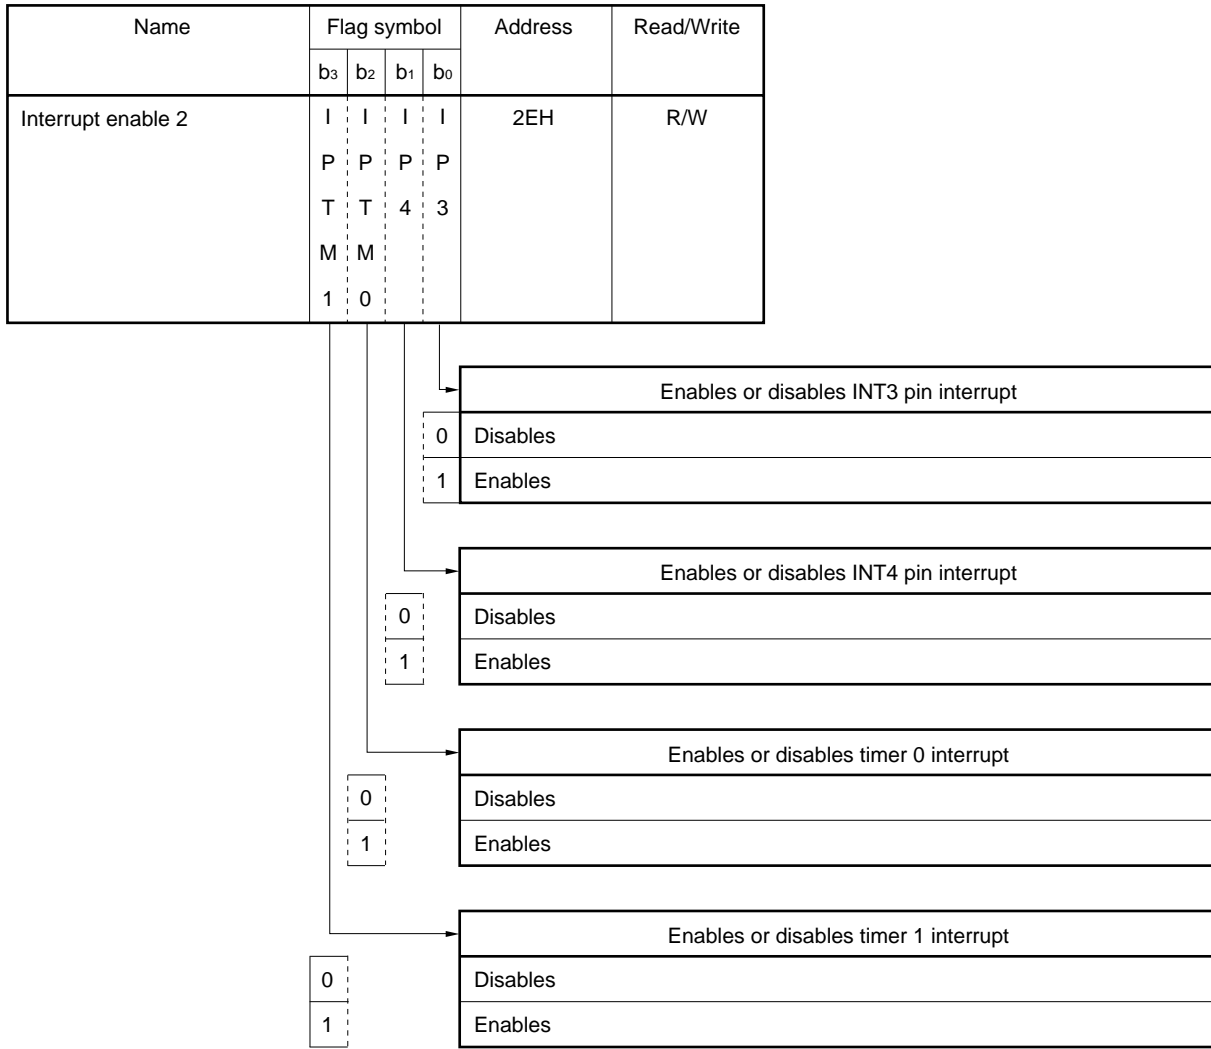 Name Flag symbol Address Read/Write
b3 b2 b1 b0
Interrupt enable 2 I I I I 2EH R/W
P P P P
T T 4 3
M M
1 0
Enables or disables INT3 pin interrupt
0 Disables
1 Enables
Enables or disables INT4 pin interrupt
0 Disables
1 Enables
Enables or disables timer 0 interrupt
0 Disables
1 Enables
Enables or disables timer 1 interrupt
0 Disables
1 Enables